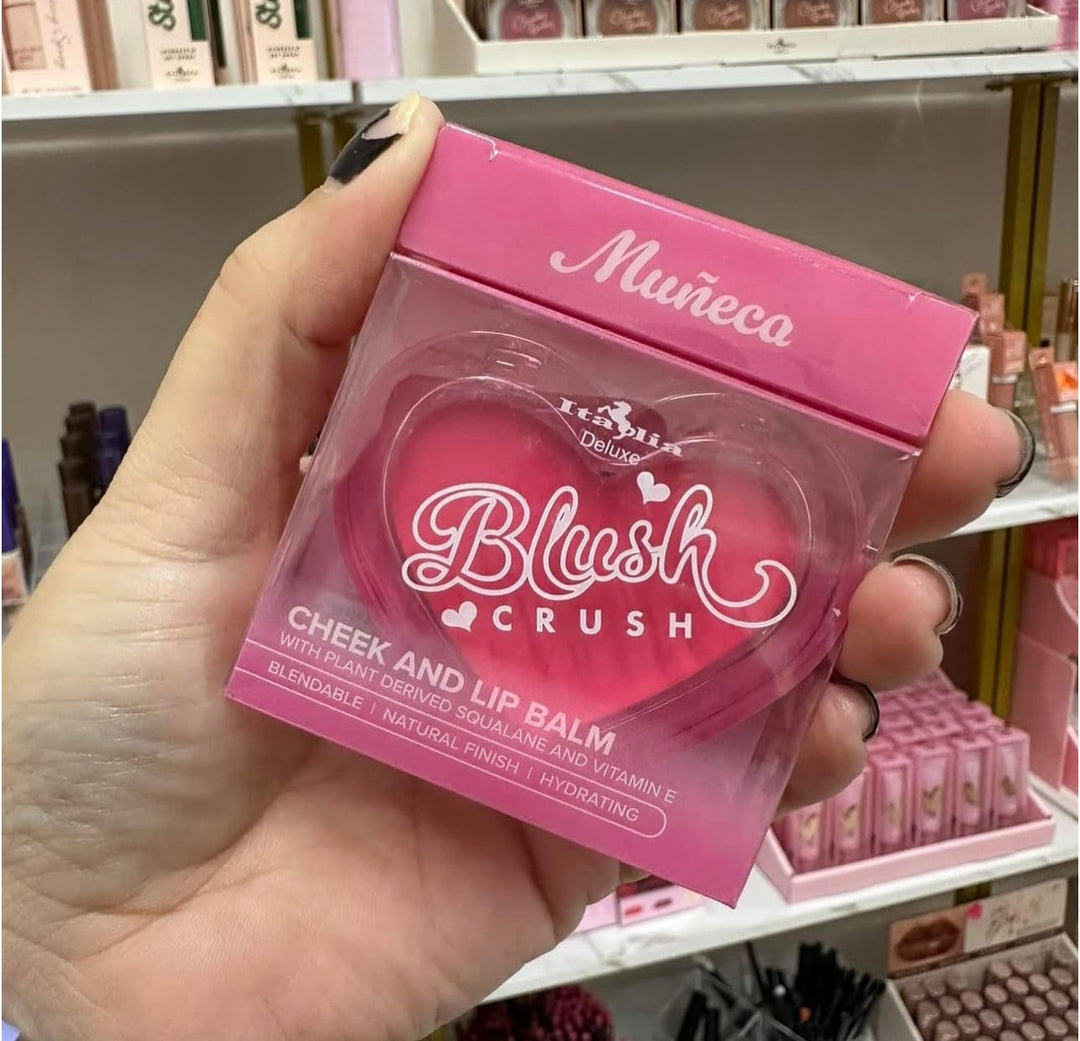 Muñeca
Italia
Deluxe
Blush
CRUSH
CHEEK AND LIP BALM
WITH PLANT DERIVED SQUALANE AND VITAMIN E
BLENDABLE | NATURAL FINISH | HYDRATING